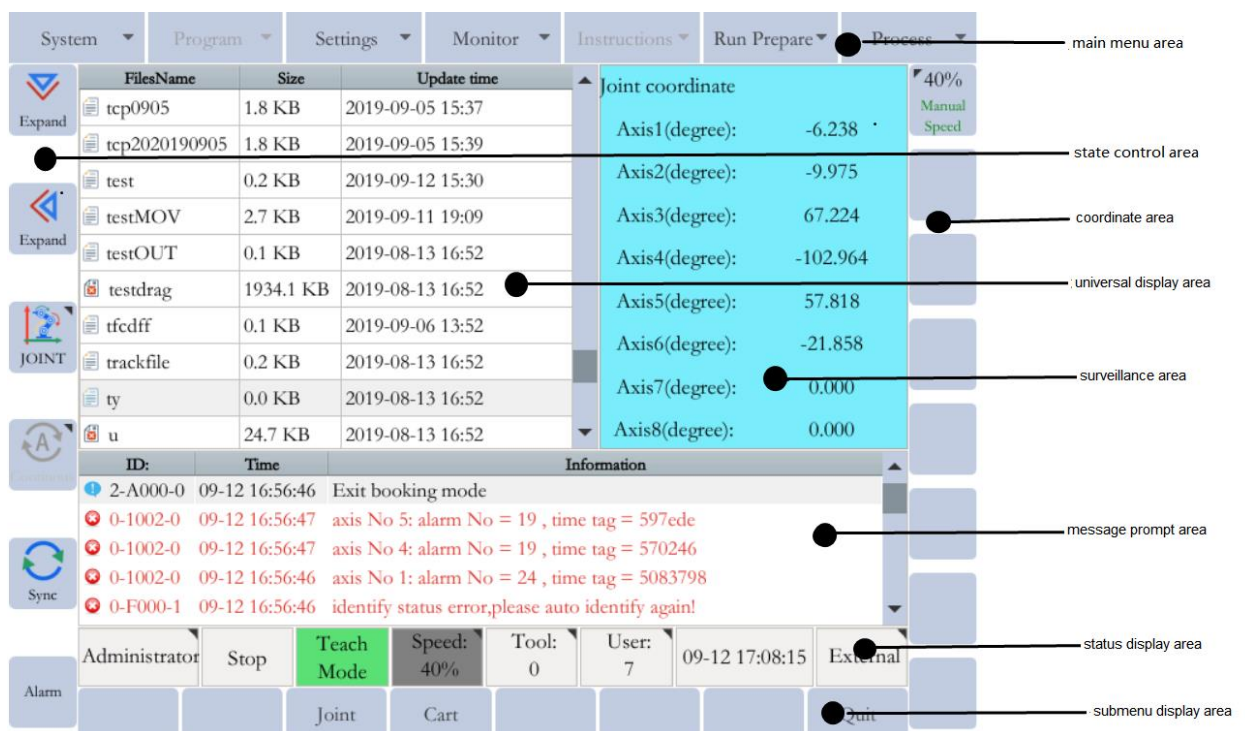 System Program Settings Monitor Instructions Run Prepare Process
main menu area
Expand
Expand
JOINT
Sync
Alarm
FilesName Size Update time
tcp0905 1.8 KB 2019-09-05 15:37
tcp2020190905 1.8 KB 2019-09-05 15:39
test 0.2 KB 2019-09-12 15:30
testMOV 2.7 KB 2019-09-11 19:09
testOUT 0.1 KB 2019-08-13 16:52
testdrag 1934.1 KB 2019-08-13 16:52
tfcdff 0.1 KB 2019-09-06 13:52
trackfile 0.2 KB 2019-08-13 16:52
ty 0.0 KB 2019-08-13 16:52
u 24.7 KB 2019-08-13 16:52
Joint coordinate
Axis1(degree): -6.238
Axis2(degree): -9.975
Axis3(degree): 67.224
Axis4(degree): -102.964
Axis5(degree): 57.818
Axis6(degree): -21.858
Axis7(degree): 0.000
Axis8(degree): 0.000
40%
Manual
Speed
state control area
coordinate area
universal display area
surveillance area
ID: Time Information
2-A000-0 09-12 16:56:46 Exit booking mode
0-1002-0 09-12 16:56:47 axis No 5: alarm No = 19 , time tag = 597ede
0-1002-0 09-12 16:56:47 axis No 4: alarm No = 19 , time tag = 570246
0-1002-0 09-12 16:56:46 axis No 1: alarm No = 24 , time tag = 5083798
0-F000-1 09-12 16:56:46 identify status error,please auto identify again!
message prompt area
Administrator Stop Teach Mode Speed: 40% Tool: 0 User: 7 09-12 17:08:15 External
status display area
Joint Cart Quit
submenu display area